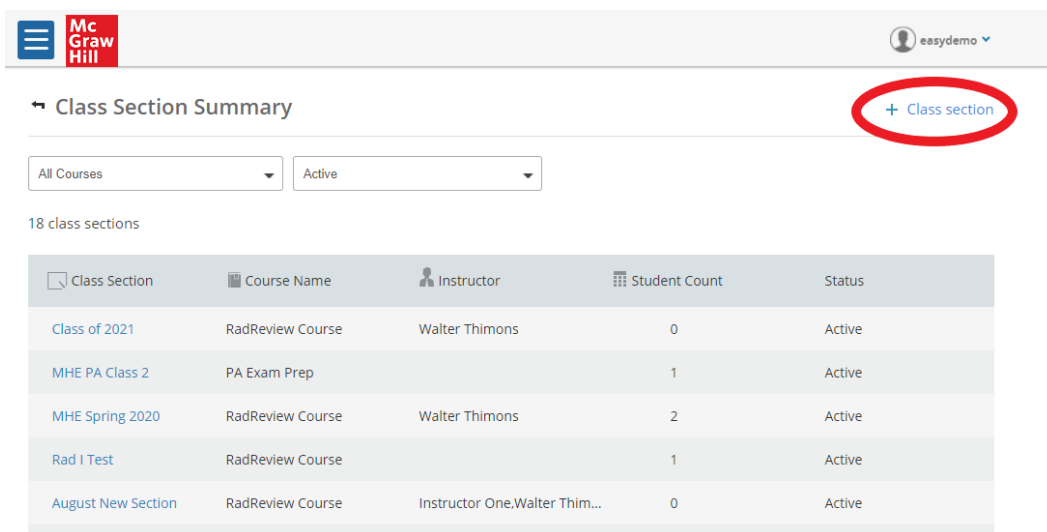 Mc
Graw
Hill
easydemo
Class Section Summary
+ Class section
All Courses
Active
18 class sections
Class Section Course Name Instructor Student Count Status
Class of 2021 RadReview Course Walter Thimons 0 Active
MHE PA Class 2 PA Exam Prep 1 Active
MHE Spring 2020 RadReview Course Walter Thimons 2 Active
Rad I Test RadReview Course 1 Active
August New Section RadReview Course Instructor One,Walter Thim... 0 Active